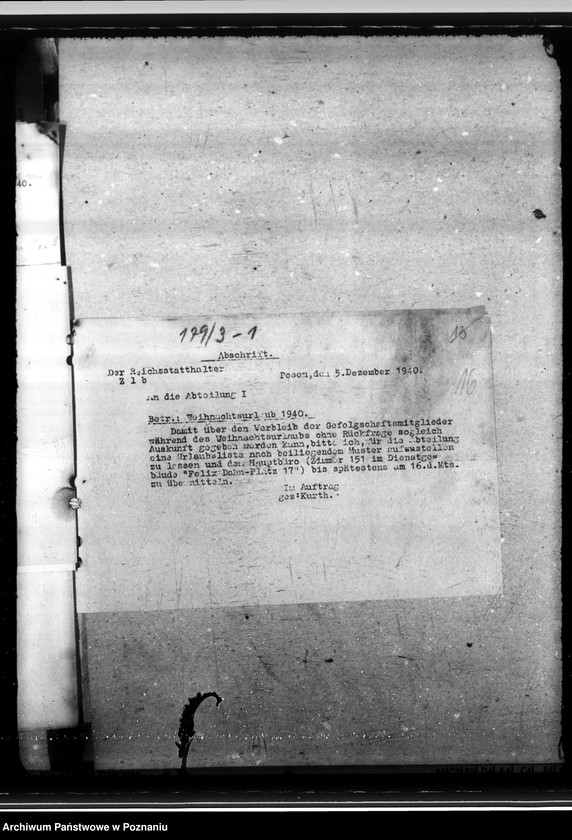 40.
179/3-1
15
16
Abschrift.
Der Reichsstatthalter
Z 1 b
Posen,den 5.Dezember 1940.
An die Abteilung I
Betr.: Weihnachtsurlaub 1940.
Damit über den Verbleib der Gefolgschaftsmitglieder
während des Weihnachtsurlaubs ohne Rückfrage sogleich
Auskunft gegeben werden kann,bitte ich,für die Abteilung
eine Urlaubsliste nach beiliegendem Muster aufzustellen
zu lassen und dem Hauptbüro (Zimmer 151 im Dienstge=
bäude "Felix Dahn-Platz 17") bis spätestens am 16.d.Mts.
zu übermitteln.
Im Auftrag
gez:Kurth.
Archiwum Państwowe w Poznaniu